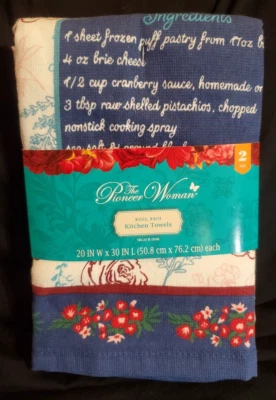 Ingredients
1 sheet frozen puff pastry from 17oz b
4 oz brie cheese
1/2 cup cranberry sauce, homemade or
3 tbsp raw shelled pistachios, chopped
nonstick cooking spray
sea salt &
2
The
Pioneer Woman
Kitchen Towels
20 IN W x 30 IN L (50.8 cm x 76.2 cm) each